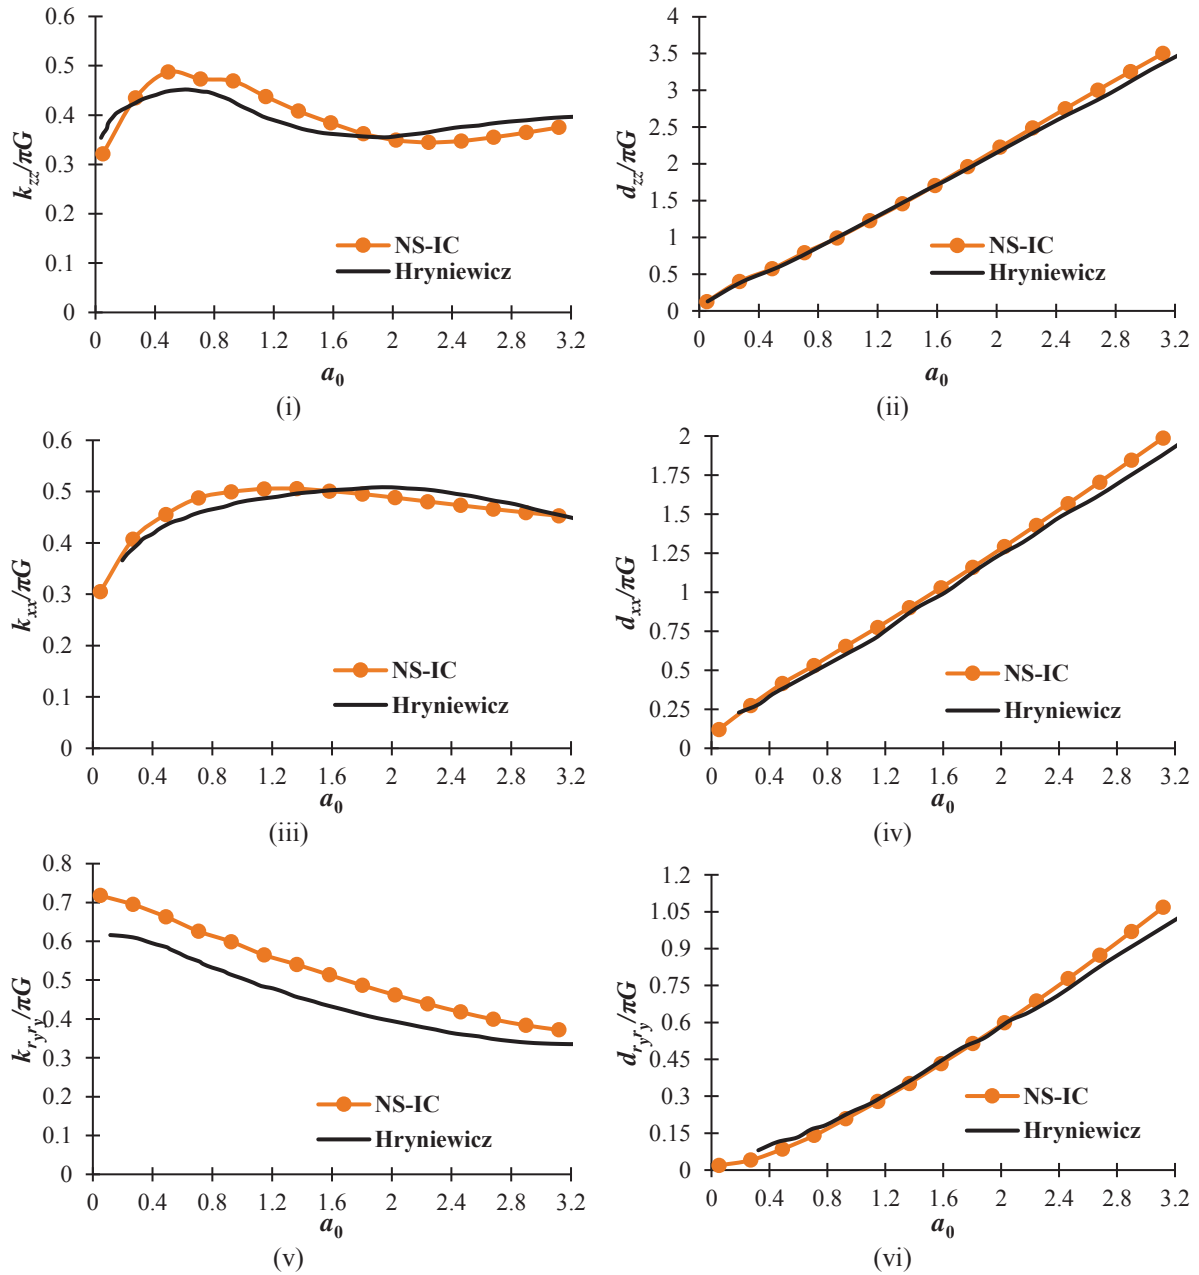 0.6
0.5
0.4
0.3
0.2
0.1
0
k_zz/πG
NS-IC
Hryniewicz
0 0.4 0.8 1.2 1.6 2 2.4 2.8 3.2
a_0
(i)
4
3.5
3
2.5
2
1.5
1
0.5
0
d_zz/πG
NS-IC
Hryniewicz
0 0.4 0.8 1.2 1.6 2 2.4 2.8 3.2
a_0
(ii)
0.6
0.5
0.4
0.3
0.2
0.1
0
k_xx/πG
NS-IC
Hryniewicz
0 0.4 0.8 1.2 1.6 2 2.4 2.8 3.2
a_0
(iii)
2
1.75
1.5
1.25
1
0.75
0.5
0.25
0
d_xx/πG
NS-IC
Hryniewicz
0 0.4 0.8 1.2 1.6 2 2.4 2.8 3.2
a_0
(iv)
0.8
0.7
0.6
0.5
0.4
0.3
0.2
0.1
0
k_r_y r_y/πG
NS-IC
Hryniewicz
0 0.4 0.8 1.2 1.6 2 2.4 2.8 3.2
a_0
(v)
1.2
1.05
0.9
0.75
0.6
0.45
0.3
0.15
0
d_r_y r_y/πG
NS-IC
Hryniewicz
0 0.4 0.8 1.2 1.6 2 2.4 2.8 3.2
a_0
(vi)